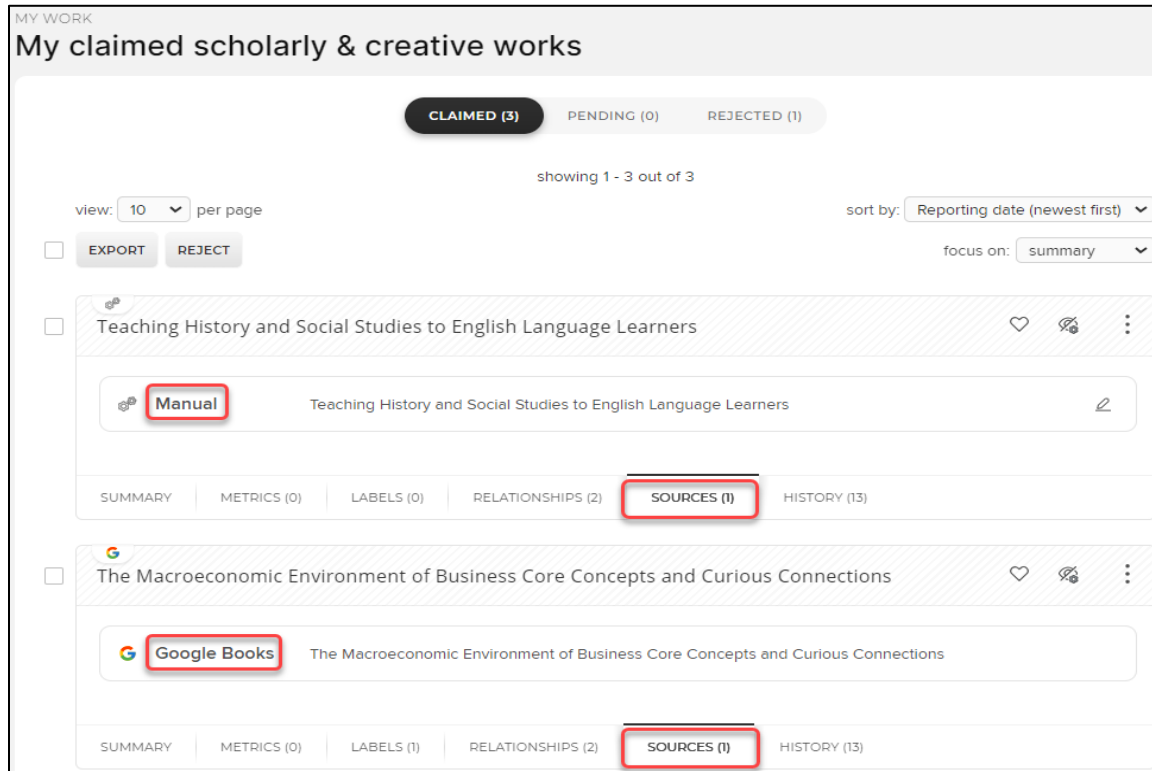 MY WORK
My claimed scholarly & creative works
CLAIMED (3) PENDING (0) REJECTED (1)
showing 1 - 3 out of 3
view: 10 per page sort by: Reporting date (newest first)
EXPORT REJECT focus on: summary
Teaching History and Social Studies to English Language Learners
Manual Teaching History and Social Studies to English Language Learners
SUMMARY METRICS (0) LABELS (0) RELATIONSHIPS (2) SOURCES (1) HISTORY (13)
G
The Macroeconomic Environment of Business Core Concepts and Curious Connections
G Google Books The Macroeconomic Environment of Business Core Concepts and Curious Connections
SUMMARY METRICS (0) LABELS (1) RELATIONSHIPS (2) SOURCES (1) HISTORY (13)